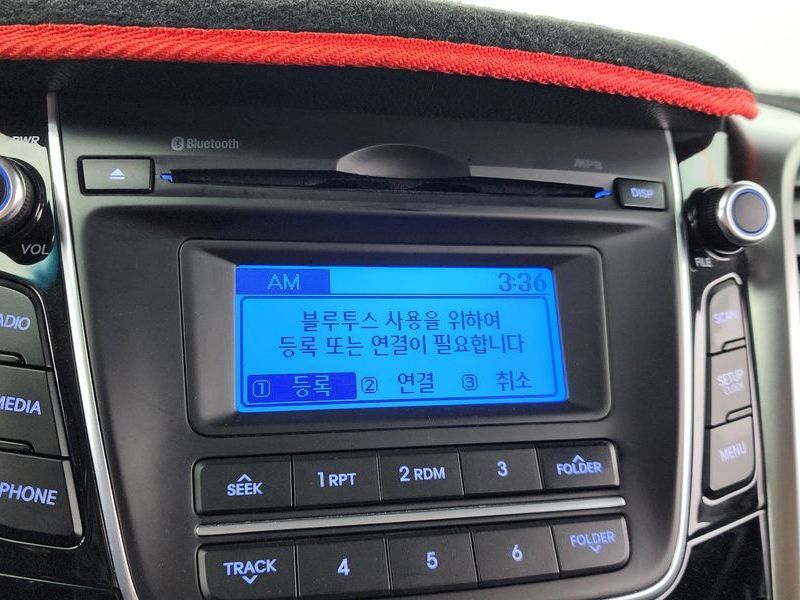 PWR
Bluetooth
MP3
DISP
VOL
FILE
AM 3:36
블루투스 사용을 위하여
등록 또는 연결이 필요합니다
① 등록 ② 연결 ③ 취소
ADIO
MEDIA
PHONE
SCAN
SETUP
CLOCK
MENU
SEEK 1 RPT 2 RDM 3 FOLDER
TRACK 4 5 6 FOLDER